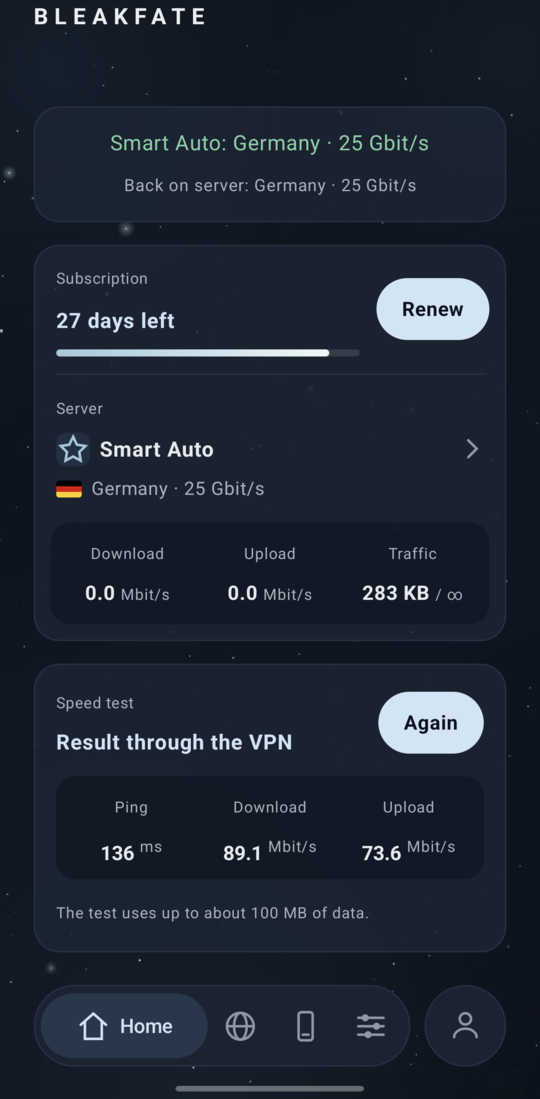 BLEAKFATE
Smart Auto: Germany · 25 Gbit/s
Back on server: Germany · 25 Gbit/s
Subscription
27 days left
Renew
Server
Smart Auto
Germany · 25 Gbit/s
Download Upload Traffic
0.0 Mbit/s 0.0 Mbit/s 283 KB / ∞
Speed test
Result through the VPN
Again
Ping Download Upload
136 ms 89.1 Mbit/s 73.6 Mbit/s
The test uses up to about 100 MB of data.
Home